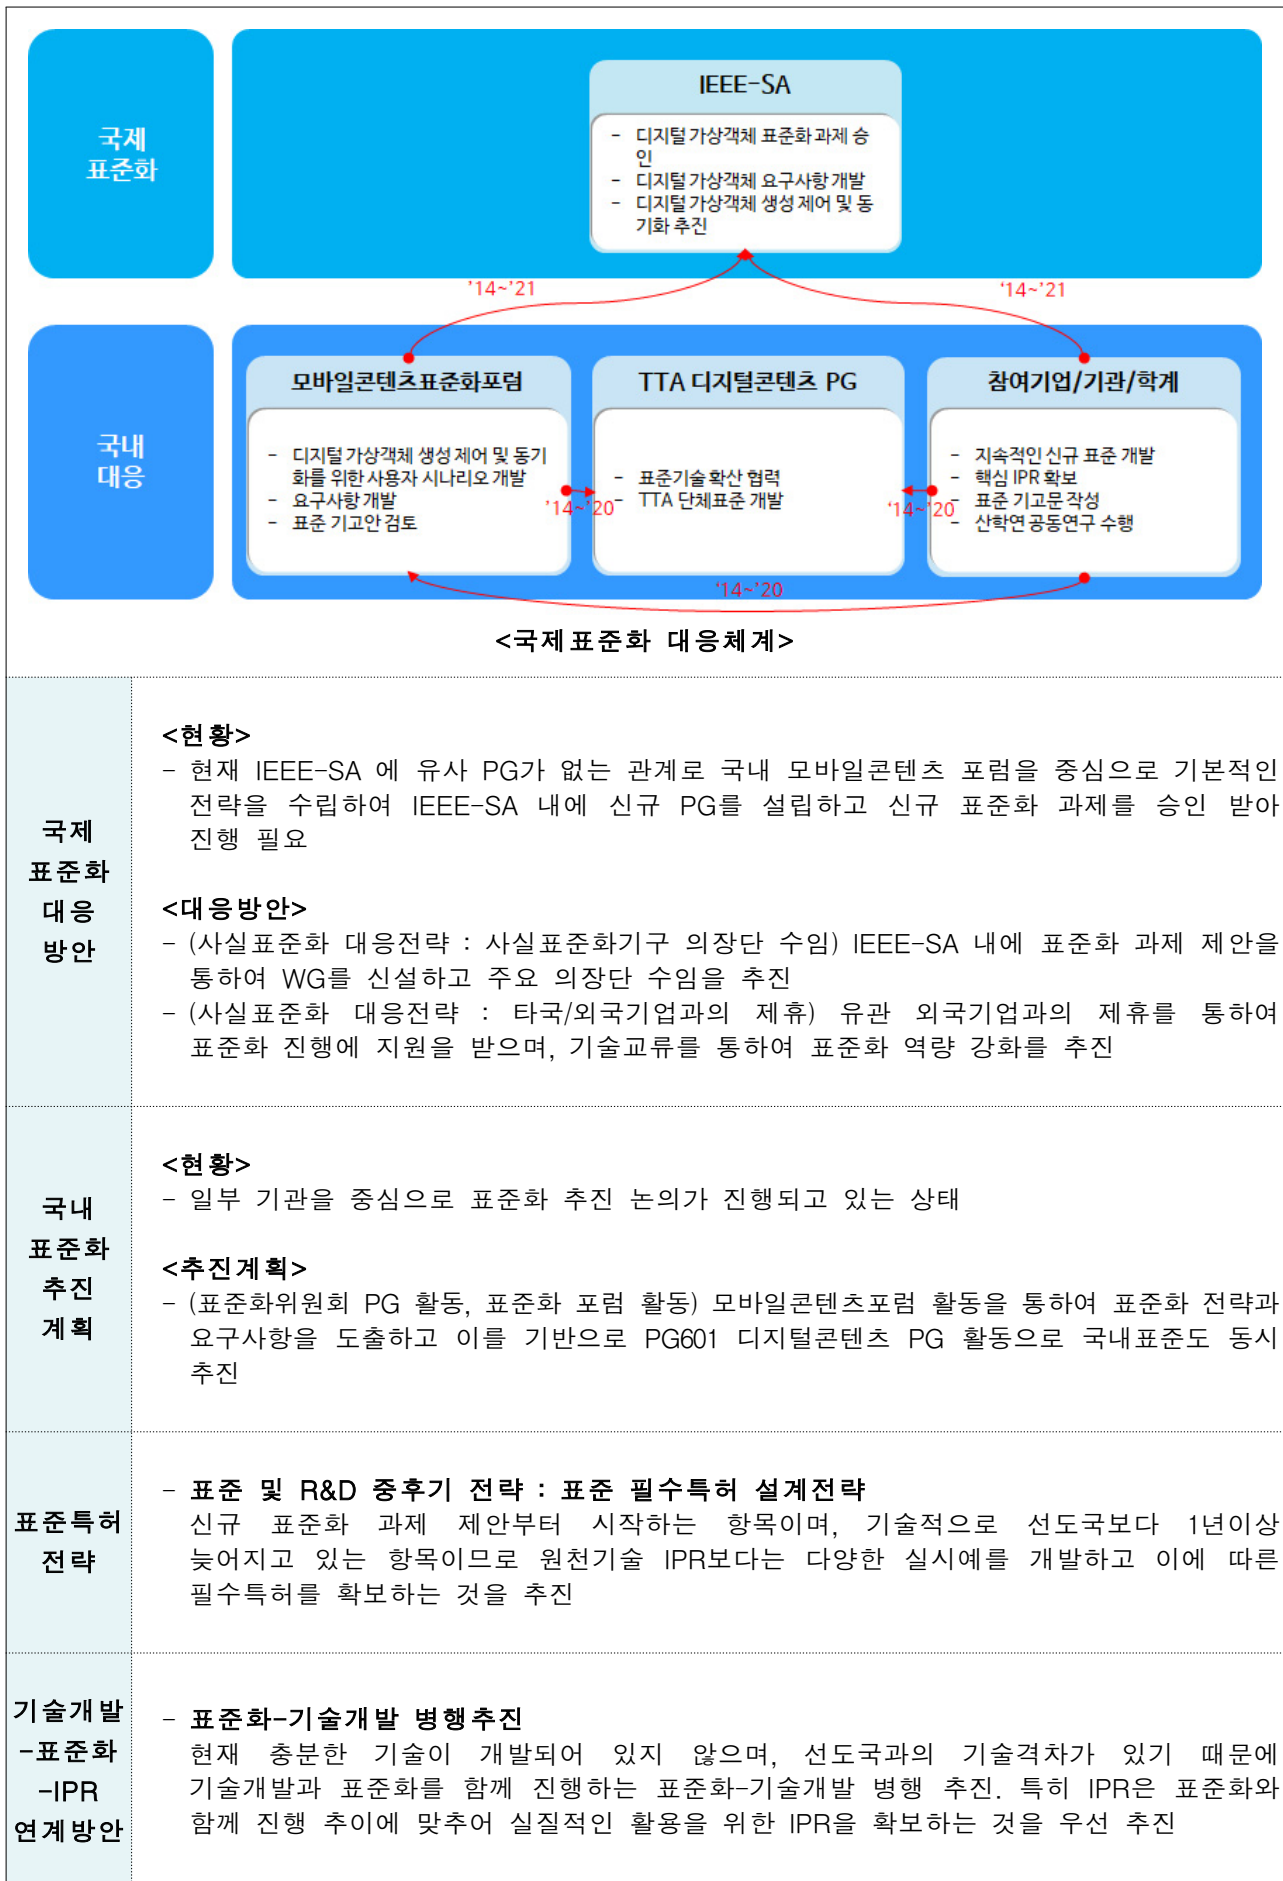 국제
표준화
IEEE-SA
- 디지털 가상객체 표준화 과제 승
인
- 디지털 가상객체 요구사항 개발
- 디지털 가상객체 생성 제어 및 동
기화 추진
'14~'21
'14~'21
국내
대응
모바일콘텐츠표준화포럼
- 디지털 가상객체 생성 제어 및 동기
화를 위한 사용자 시나리오 개발
- 요구사항 개발
- 표준 기고안 검토
'14~'20
TTA 디지털콘텐츠 PG
- 표준기술 확산 협력
- TTA 단체표준 개발
'14~'20
참여기업/기관/학계
- 지속적인 신규 표준 개발
- 핵심 IPR 확보
- 표준 기고문 작성
- 산학연 공동연구 수행
'14~'20
<국제표준화 대응체계>
국제
표준화
대응
방안
<현황>
- 현재 IEEE-SA 에 유사 PG가 없는 관계로 국내 모바일콘텐츠 포럼을 중심으로 기본적인
전략을 수립하여 IEEE-SA 내에 신규 PG를 설립하고 신규 표준화 과제를 승인 받아
진행 필요
<대응방안>
- (사실표준화 대응전략 : 사실표준화기구 의장단 수임) IEEE-SA 내에 표준화 과제 제안을
통하여 WG를 신설하고 주요 의장단 수임을 추진
- (사실표준화 대응전략 : 타국/외국기업과의 제휴) 유관 외국기업과의 제휴를 통하여
표준화 진행에 지원을 받으며, 기술교류를 통하여 표준화 역량 강화를 추진
국내
표준화
추진
계획
<현황>
- 일부 기관을 중심으로 표준화 추진 논의가 진행되고 있는 상태
<추진계획>
- (표준화위원회 PG 활동, 표준화 포럼 활동) 모바일콘텐츠포럼 활동을 통하여 표준화 전략과
요구사항을 도출하고 이를 기반으로 PG601 디지털콘텐츠 PG 활동으로 국내표준도 동시
추진
표준특허
전략
- 표준 및 R&D 중후기 전략 : 표준 필수특허 설계전략
신규 표준화 과제 제안부터 시작하는 항목이며, 기술적으로 선도국보다 1년이상
늦어지고 있는 항목이므로 원천기술 IPR보다는 다양한 실시예를 개발하고 이에 따른
필수특허를 확보하는 것을 추진
기술개발
-표준화
-IPR
연계방안
- 표준화-기술개발 병행추진
현재 충분한 기술이 개발되어 있지 않으며, 선도국과의 기술격차가 있기 때문에
기술개발과 표준화를 함께 진행하는 표준화-기술개발 병행 추진. 특히 IPR은 표준화와
함께 진행 추이에 맞추어 실질적인 활용을 위한 IPR을 확보하는 것을 우선 추진